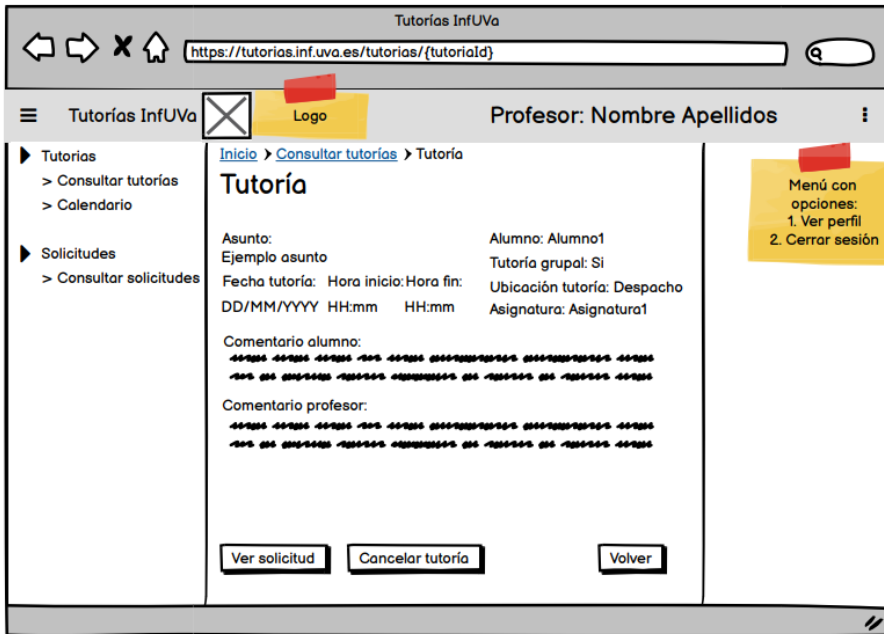 Tutorías InfUVa
https://tutorias.inf.uva.es/tutorias/{tutoriaId}
Tutorías InfUVa
Logo
Profesor: Nombre Apellidos
Tutorias
> Consultar tutorías
> Calendario
Solicitudes
> Consultar solicitudes
Inicio > Consultar tutorías > Tutoría
Tutoría
Asunto:
Ejemplo asunto
Fecha tutoría: Hora inicio: Hora fin:
DD/MM/YYYY HH:mm HH:mm
Alumno: Alumno1
Tutoría grupal: Si
Ubicación tutoría: Despacho
Asignatura: Asignatura1
Comentario alumno:
Comentario profesor:
Ver solicitud
Cancelar tutoría
Volver
Menú con
opciones:
1. Ver perfil
2. Cerrar sesión